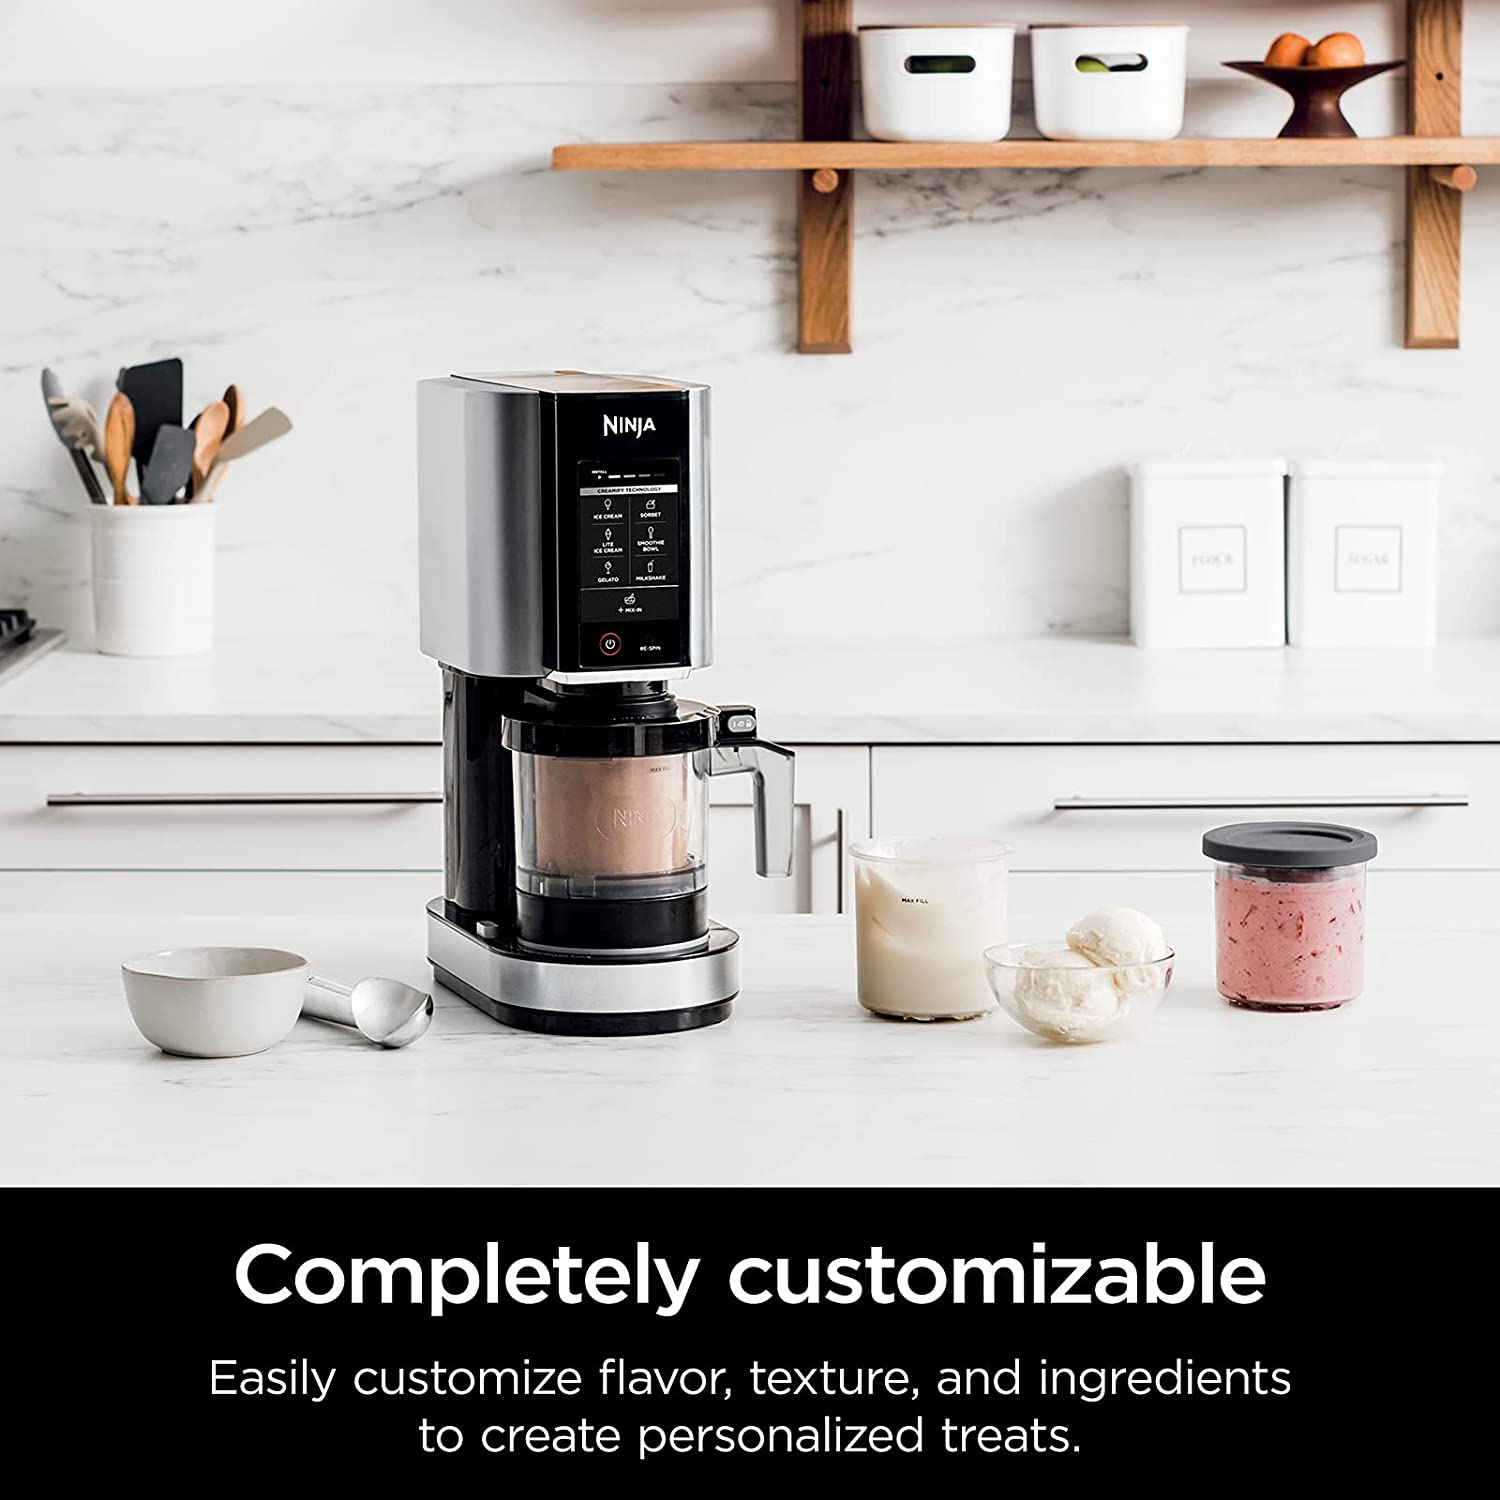 NINJA
INSTALL
CREAMIFY TECHNOLOGY
ICE CREAM
SORBET
LITE
ICE CREAM
SMOOTHIE
BOWL
GELATO
MILKSHAKE
+ MIX-IN
RE-SPIN
MAX FILL
MAX FILL
FLOUR
SUGAR
Completely customizable
Easily customize flavor, texture, and ingredients
to create personalized treats.